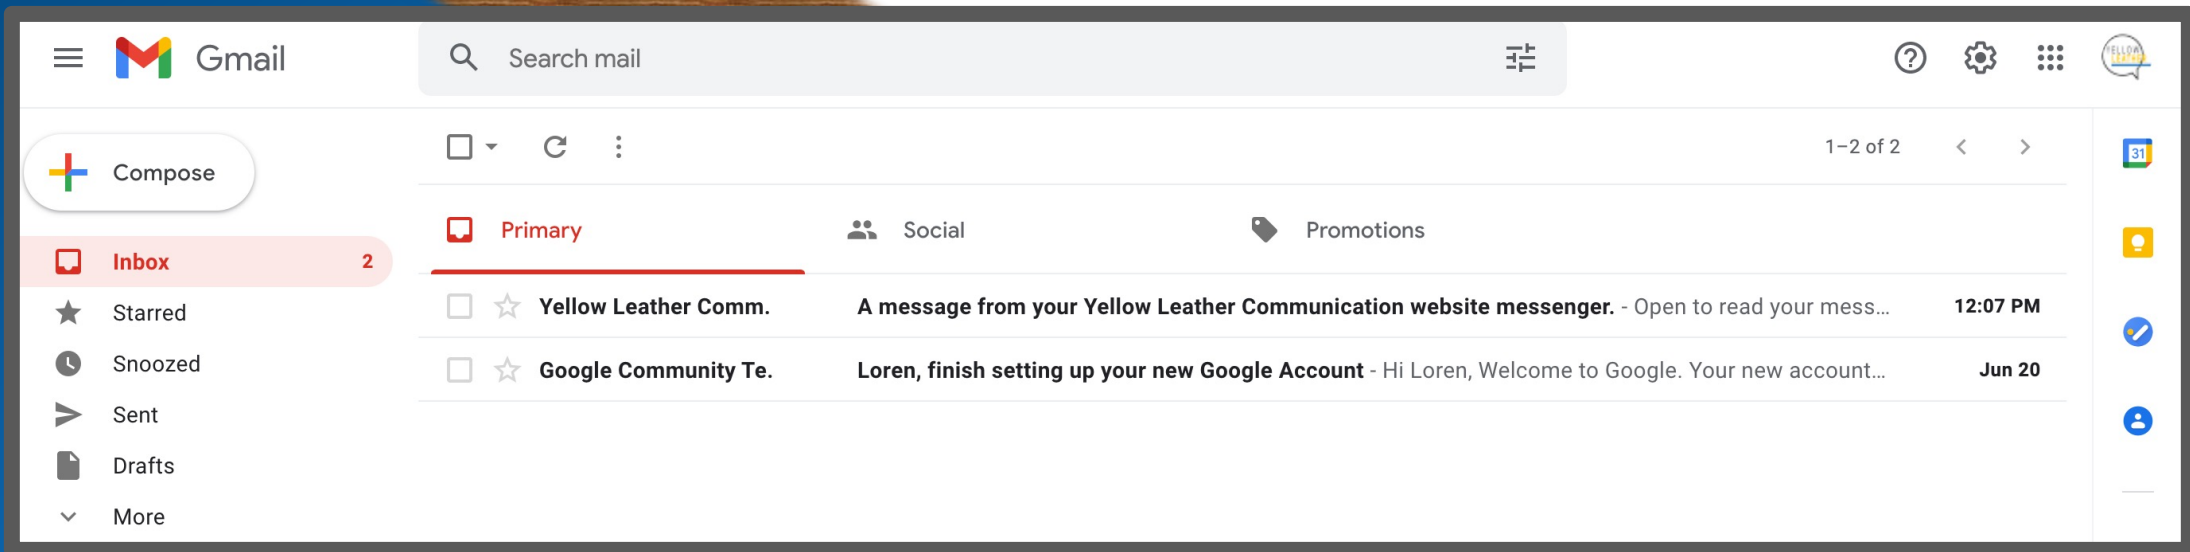 Gmail
Search mail
YELLOW
LEATHER
Compose
1–2 of 2
31
Primary
Social
Promotions
Inbox 2
Starred
Snoozed
Sent
Drafts
More
Yellow Leather Comm. A message from your Yellow Leather Communication website messenger. - Open to read your mess... 12:07 PM
Google Community Te. Loren, finish setting up your new Google Account - Hi Loren, Welcome to Google. Your new account... Jun 20